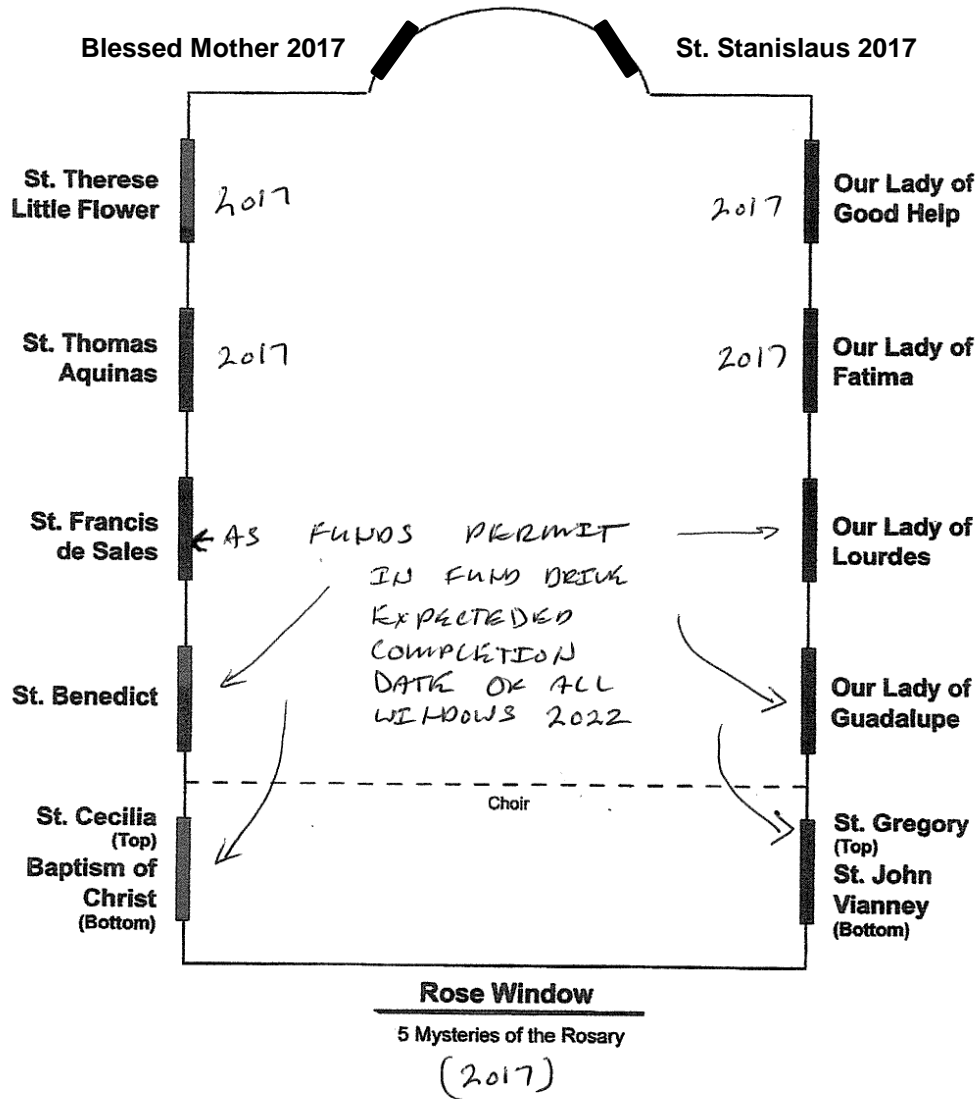 Blessed Mother 2017
St. Stanislaus 2017
St. Therese
Little Flower
2017
2017
Our Lady of
Good Help
St. Thomas
Aquinas
2017
2017
Our Lady of
Fatima
St. Francis
de Sales
AS FUNDS PERMIT
IN FUND DRIVE
EXPECTEDED
COMPLETION
DATE OF ALL
WINDOWS 2022
Our Lady of
Lourdes
St. Benedict
Our Lady of
Guadalupe
Choir
St. Cecilia
(Top)
Baptism of
Christ
(Bottom)
St. Gregory
(Top)
St. John
Vianney
(Bottom)
Rose Window
5 Mysteries of the Rosary
(2017)